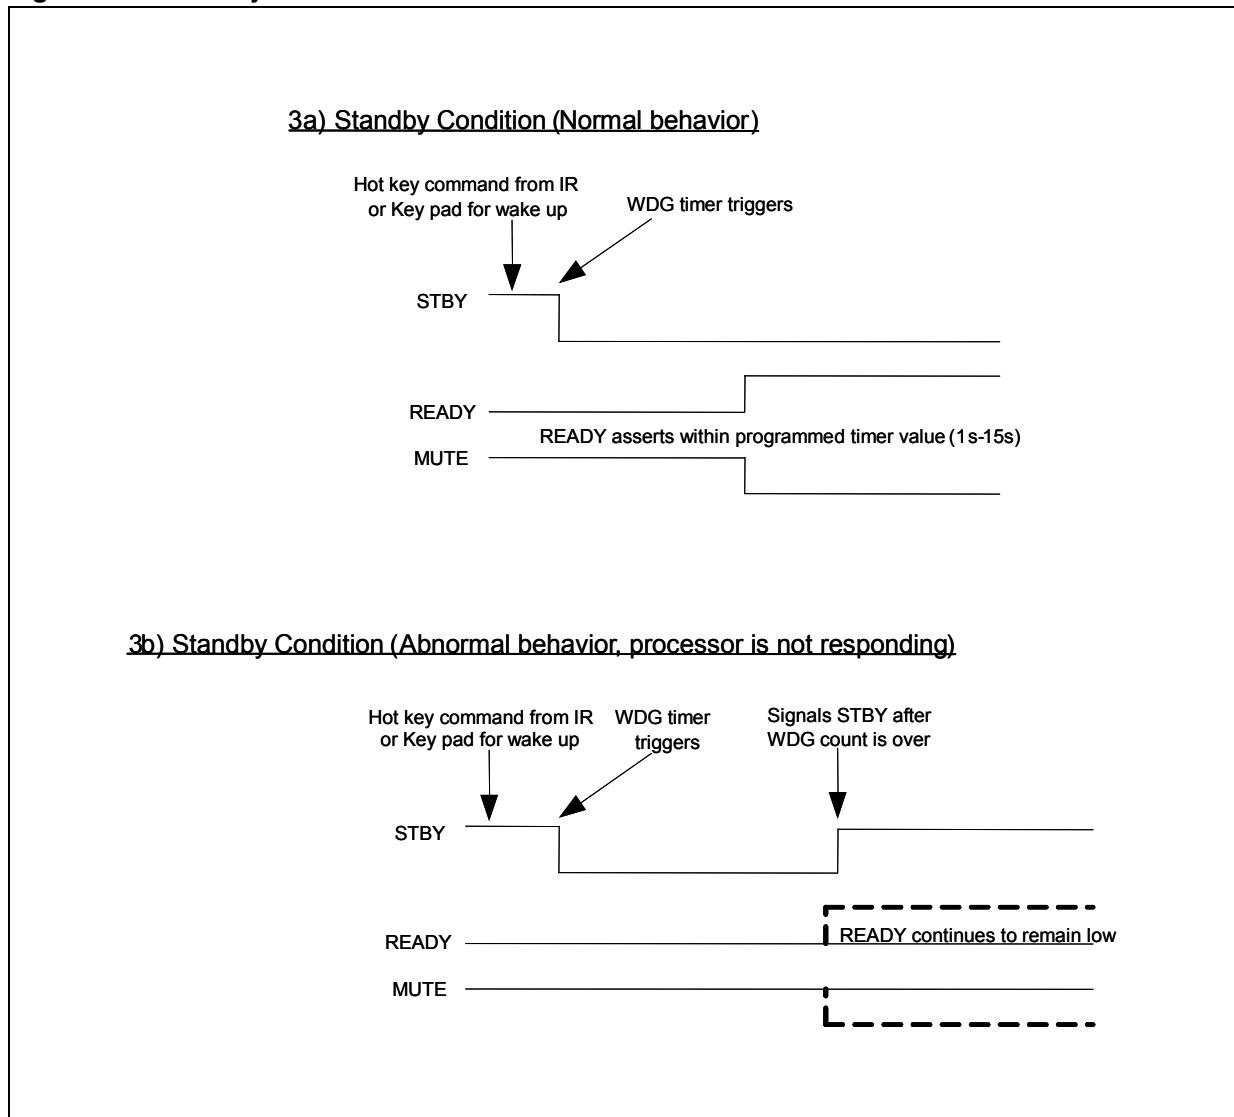 3a) Standby Condition (Normal behavior)
Hot key command from IR
or Key pad for wake up
WDG timer triggers
STBY
READY
READY asserts within programmed timer value (1s-15s)
MUTE
3b) Standby Condition (Abnormal behavior, processor is not responding)
Hot key command from IR
or Key pad for wake up
WDG timer
triggers
Signals STBY after
WDG count is over
STBY
READY
READY continues to remain low
MUTE